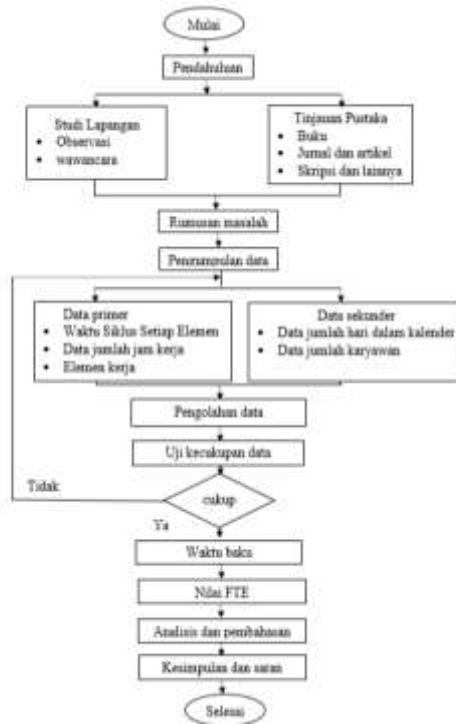 Mulai
Pendahuluan
Studi Lapangan
• Observasi
• wawancara
Tinjauan Pustaka
• Buku
• Jurnal dan artikel
• Skripsi dan lainya
Rumusan masalah
Pengumpulan data
Data primer
• Waktu Siklus Setiap Elemen
• Data jumlah jam kerja
• Elemen kerja
Data sekunder
• Data jumlah hari dalam kalender
• Data jumlah karyawan
Pengolahan data
Uji kecukupan data
cukup
Tidak
Ya
Waktu baku
Nilai FTE
Analisis dan pembahasan
Kesimpulan dan saran
Selesai